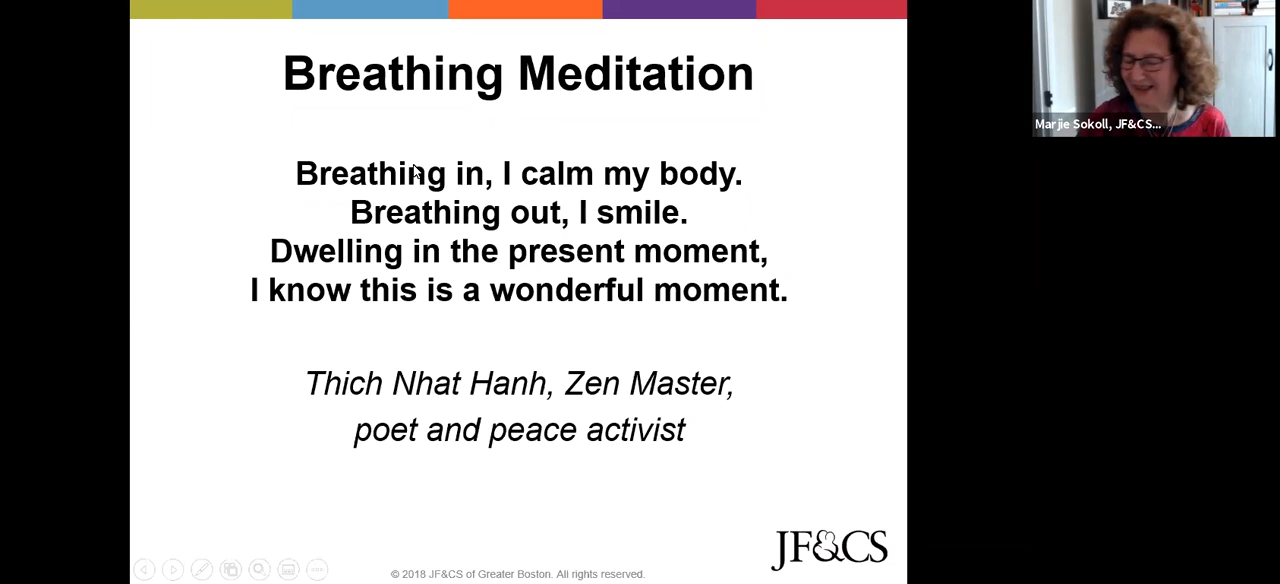 Breathing Meditation
Breathing in, I calm my body.
Breathing out, I smile.
Dwelling in the present moment,
I know this is a wonderful moment.
Thich Nhat Hanh, Zen Master,
poet and peace activist
JF&CS
© 2018 JF&CS of Greater Boston. All rights reserved.
Marjie Sokoll, JF&CS...